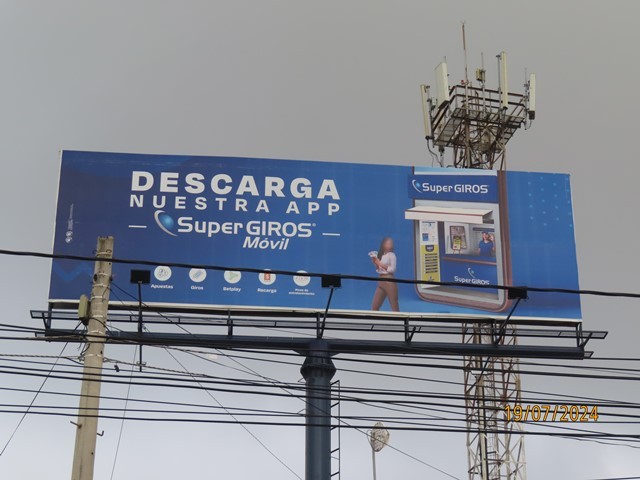 DESCARGA
NUESTRA APP
SuperGIROS
Móvil
SuperGIROS
SuperGIROS
Apuestas
Giros
Betplay
Recarga
19/07/2024